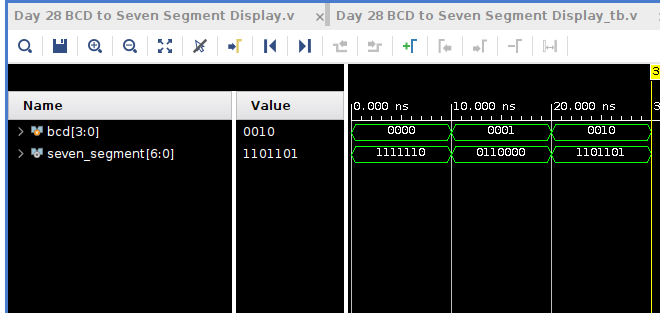 Day 28 BCD to Seven Segment Display.v × Day 28 BCD to Seven Segment Display_tb.v ×
3
Name Value 0.000 ns 10.000 ns 20.000 ns 3
bcd[3:0] 0010 0000 0001 0010
seven_segment[6:0] 1101101 1111110 0110000 1101101